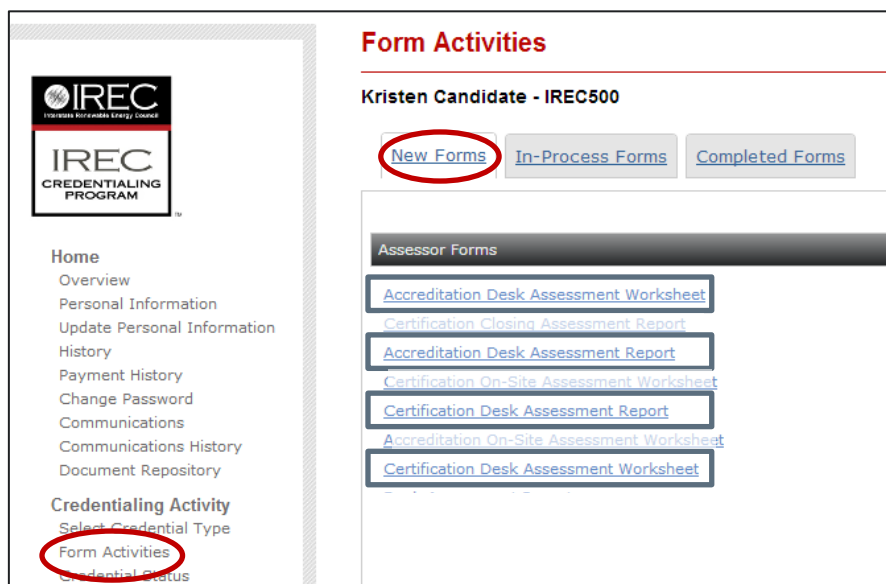 Form Activities
Kristen Candidate - IREC500
New Forms
In-Process Forms
Completed Forms
IREC
Interstate Renewable Energy Council
IREC
CREDENTIALING
PROGRAM
TM
Home
Overview
Personal Information
Update Personal Information
History
Payment History
Change Password
Communications
Communications History
Document Repository
Credentialing Activity
Select Credential Type
Form Activities
Credential Status
Assessor Forms
Accreditation Desk Assessment Worksheet
Certification Closing Assessment Report
Accreditation Desk Assessment Report
Certification On-Site Assessment Worksheet
Certification Desk Assessment Report
Accreditation On-Site Assessment Worksheet
Certification Desk Assessment Worksheet